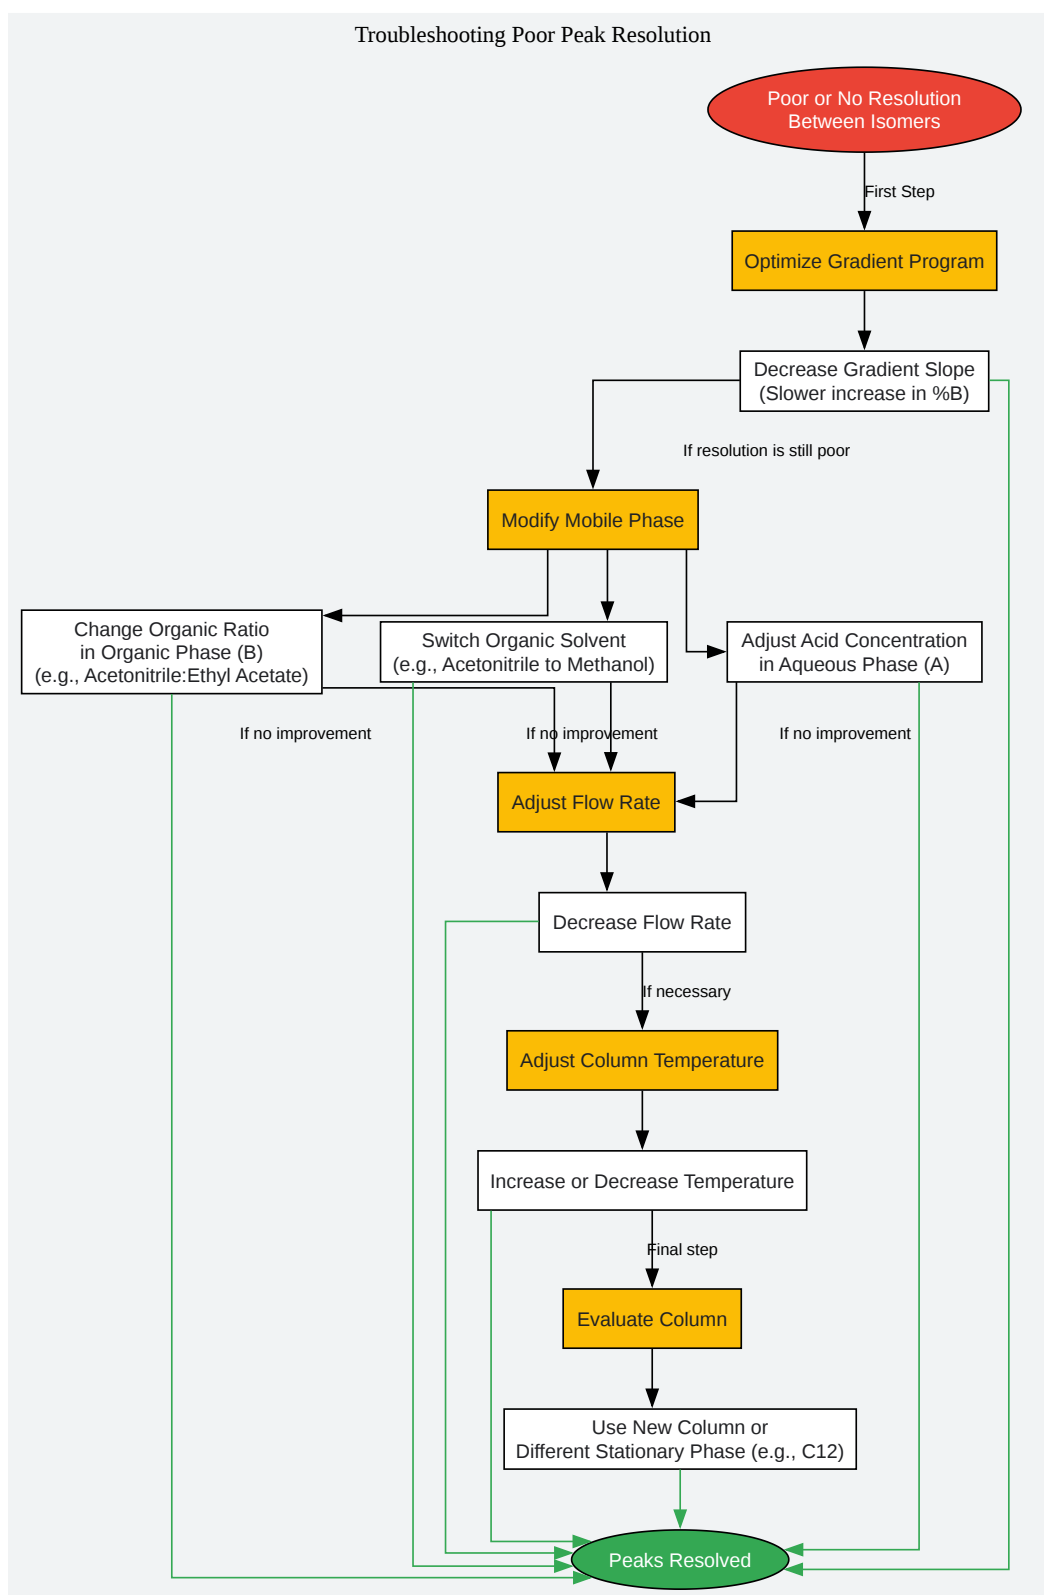 Troubleshooting Poor Peak Resolution
Poor or No Resolution
Between Isomers
First Step
Optimize Gradient Program
Decrease Gradient Slope
(Slower increase in %B)
If resolution is still poor
Modify Mobile Phase
Change Organic Ratio
in Organic Phase (B)
(e.g., Acetonitrile:Ethyl Acetate)
Switch Organic Solvent
(e.g., Acetonitrile to Methanol)
Adjust Acid Concentration
in Aqueous Phase (A)
If no improvement
If no improvement
If no improvement
Adjust Flow Rate
Decrease Flow Rate
If necessary
Adjust Column Temperature
Increase or Decrease Temperature
Final step
Evaluate Column
Use New Column or
Different Stationary Phase (e.g., C12)
Peaks Resolved